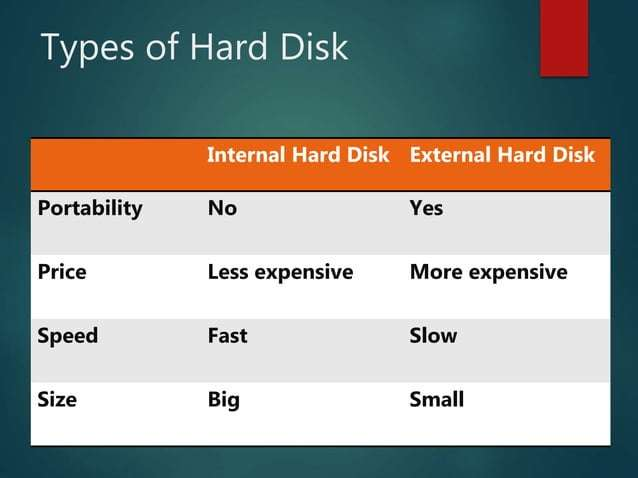 Types of Hard Disk
Internal Hard Disk External Hard Disk
Portability No Yes
Price Less expensive More expensive
Speed Fast Slow
Size Big Small